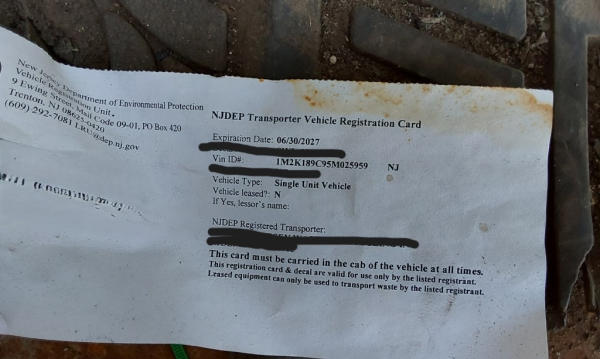 New Jersey Department of Environmental Protection
Vehicle Registration Unit.
9 Ewing Street, Mail Code 09-01, PO Box 420
Trenton, NJ 08625-0420
(609) 292-7081 LRU@dep.nj.gov
NJDEP Transporter Vehicle Registration Card
Expiration Date: 06/30/2027
Vin ID#: 1M2K189C95M025959 NJ
Vehicle Type: Single Unit Vehicle
Vehicle leased?: N
If Yes, lessor's name:
NJDEP Registered Transporter:
This card must be carried in the cab of the vehicle at all times.
This registration card & decal are valid for use only by the listed registrant.
Leased equipment can only be used to transport waste by the listed registrant.